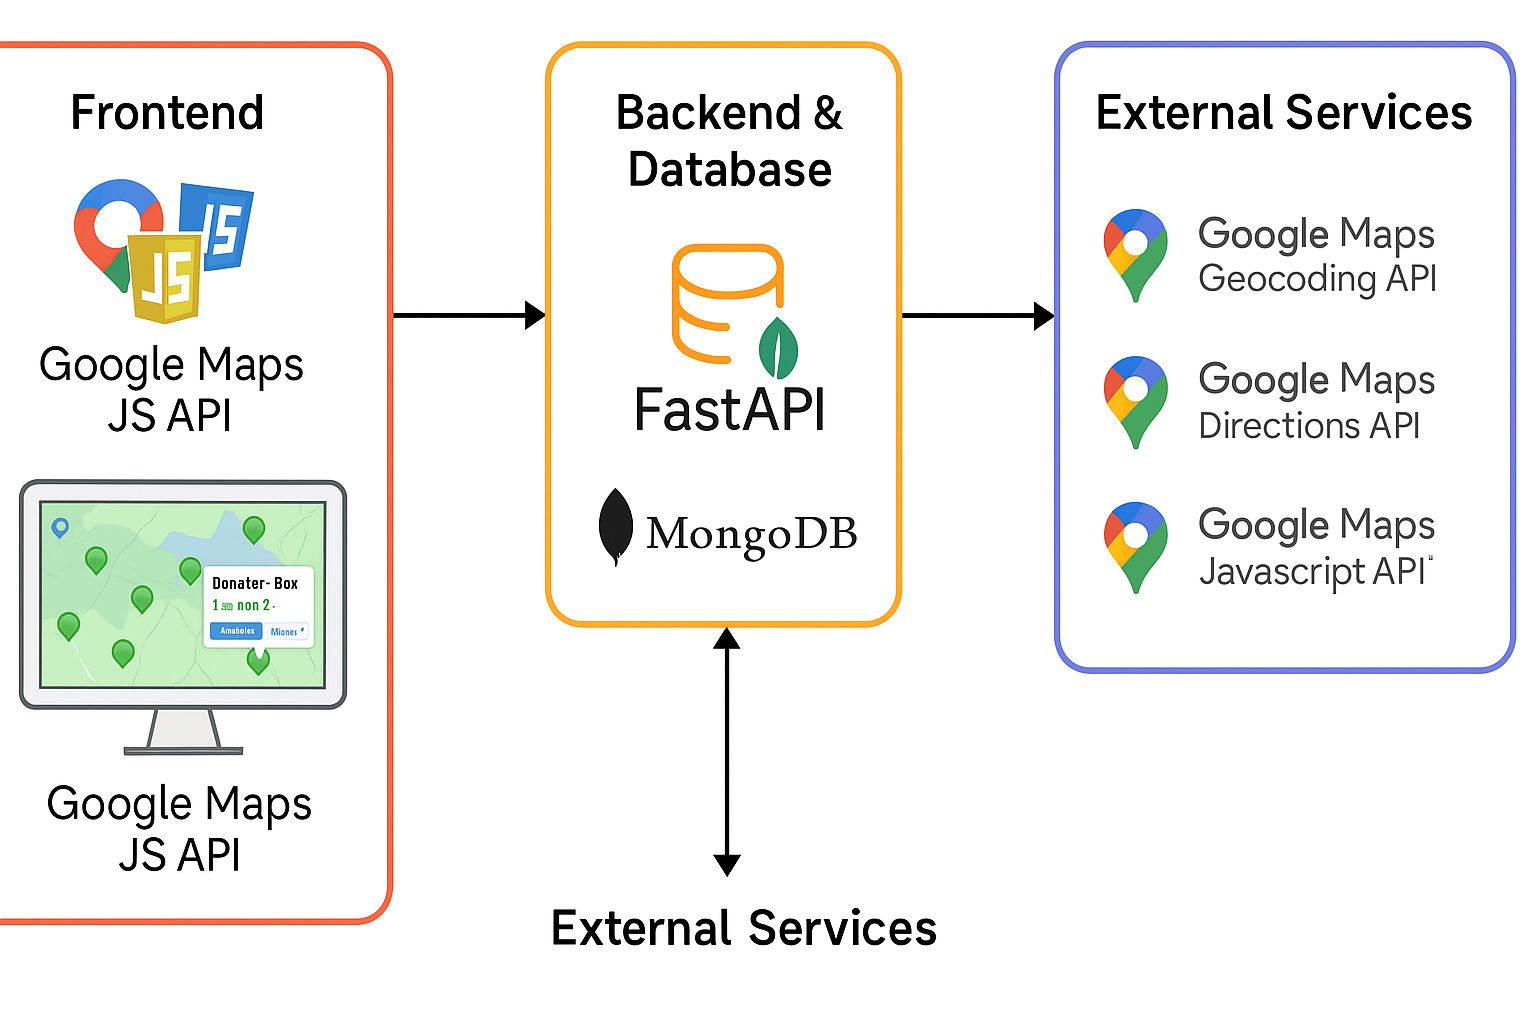 Frontend
JS
JS
Google Maps
JS API
Donater- Box
1 non 2
Amaboles
Miones *
Google Maps
JS API
Backend &
Database
FastAPI
MongoDB
External Services
Google Maps
Geocoding API
Google Maps
Directions API
Google Maps
Javascript API
External Services